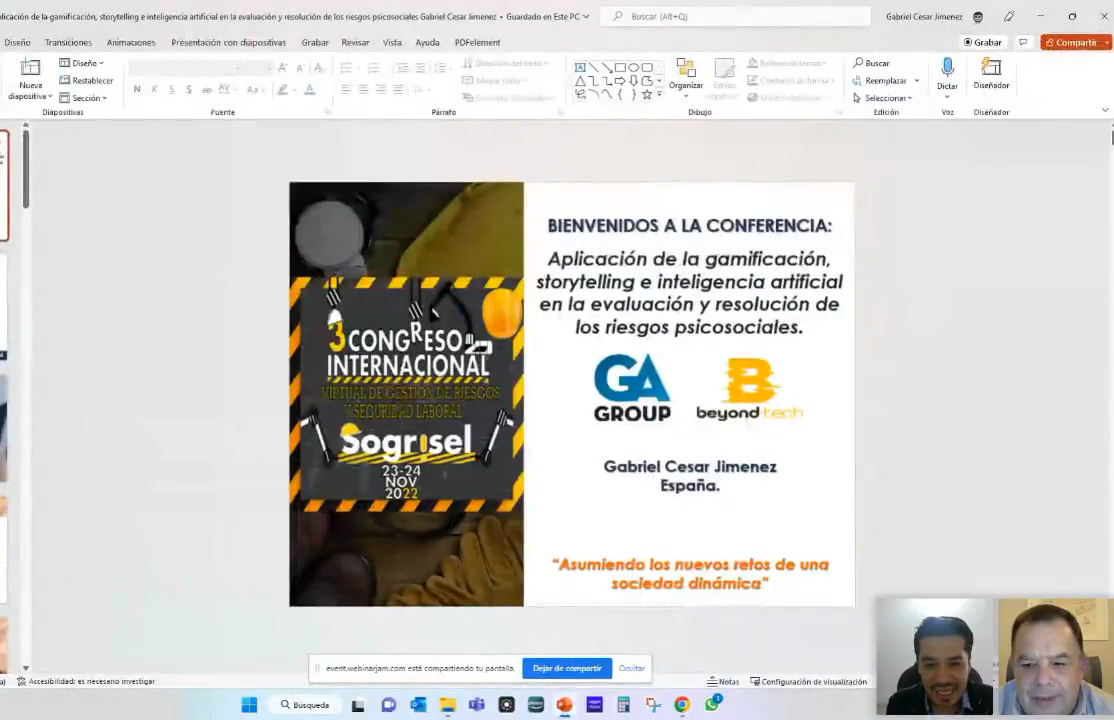 plicación de la gamificación, storytelling e inteligencia artificial en la evaluación y resolución de los riesgos psicosociales Gabriel Cesar Jimenez • Guardado en Este PC
Buscar (Alt+Q)
Gabriel Cesar Jimenez
Diseño
Transiciones
Animaciones
Presentación con diapositivas
Grabar
Revisar
Vista
Ayuda
PDFelement
Grabar
Compartir
Nueva diapositiva
Diseño
Restablecer
Sección
N K S S ab AV Aa A
Organizar
Estilos
Buscar
Reemplazar
Seleccionar
Dictar
Diseñador
Diapositivas
Fuente
Párrafo
Dibujo
Edición
Voz
Diseñador
3 CONGRESO
INTERNACIONAL
VIRTUAL DE GESTIÓN DE RIESGOS
Y SEGURIDAD LABORAL
Sogrisel
23-24
NOV
2022
BIENVENIDOS A LA CONFERENCIA:
Aplicación de la gamificación,
storytelling e inteligencia artificial
en la evaluación y resolución de
los riesgos psicosociales.
GA
GROUP
B
beyond tech
Gabriel Cesar Jimenez
España.
"Asumiendo los nuevos retos de una
sociedad dinámica"
event.webinarjam.com está compartiendo tu pantalla.
Dejar de compartir
Ocultar
Accesibilidad: es necesario investigar
Notas
Configuración de visualización
Búsqueda
1